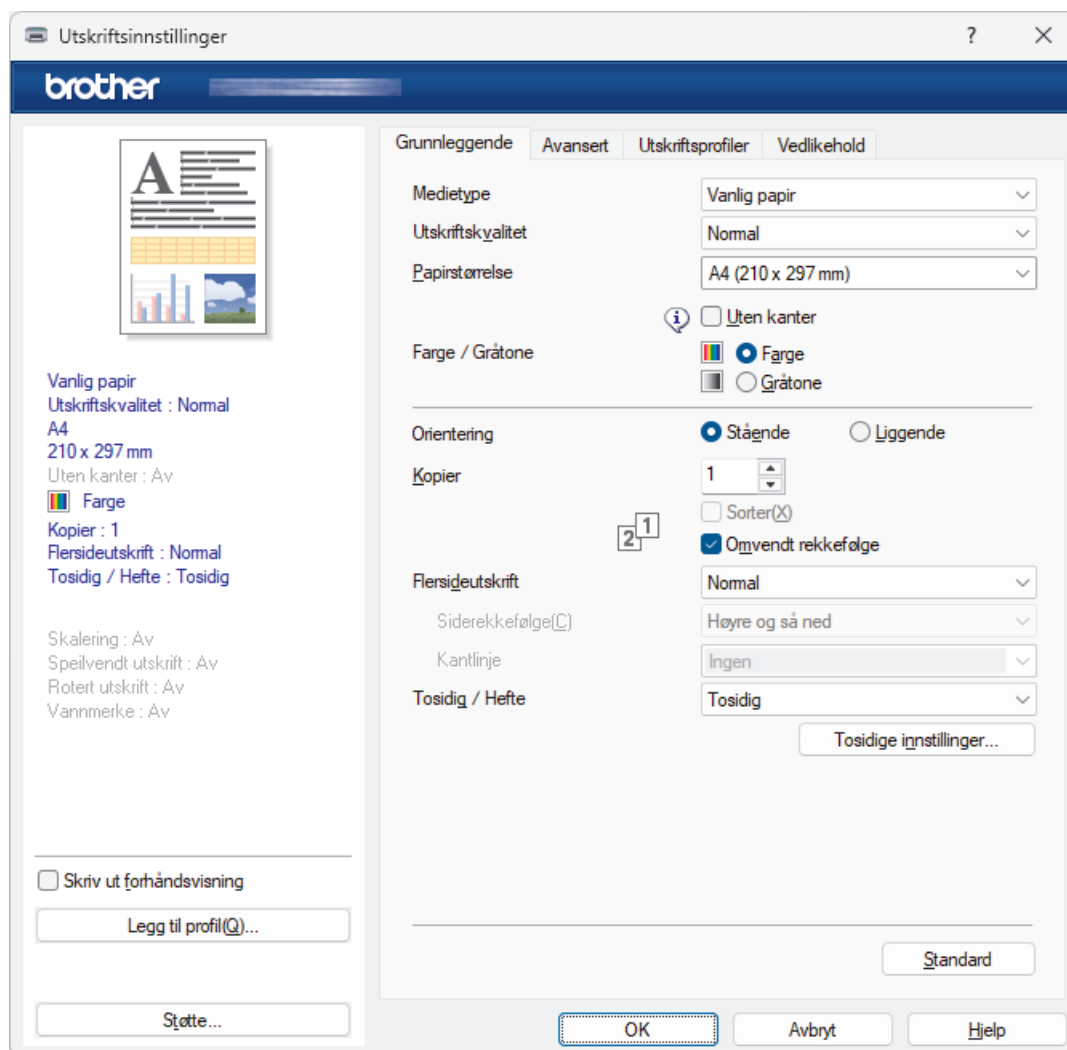 Utskriftsinnstillinger ?
brother
A
Vanlig papir
Utskriftskvalitet : Normal
A4
210 x 297 mm
Uten kanter : Av
Farge
Kopier : 1
Flersideutskrift : Normal
Tosidig / Hefte : Tosidig
Skalering : Av
Speilvendt utskrift : Av
Rotert utskrift : Av
Vannmerke : Av
Skriv ut forhåndsvisning
Legg til profil(Q)...
Støtte...
Grunnleggende Avansert Utskriftsprofiler Vedlikehold
Medietype Vanlig papir
Utskriftskvalitet Normal
Papirstørrelse A4 (210 x 297 mm)
i Uten kanter
Farge / Gråtone Farge
Gråtone
Orientering Stående Liggende
Kopier 1
Sorter(X)
2 1 Omvendt rekkefølge
Flersideutskrift Normal
Siderekkefølge(C) Høyre og så ned
Kantlinje Ingen
Tosidig / Hefte Tosidig
Tosidige innstillinger...
Standard
OK Avbryt Hjelp